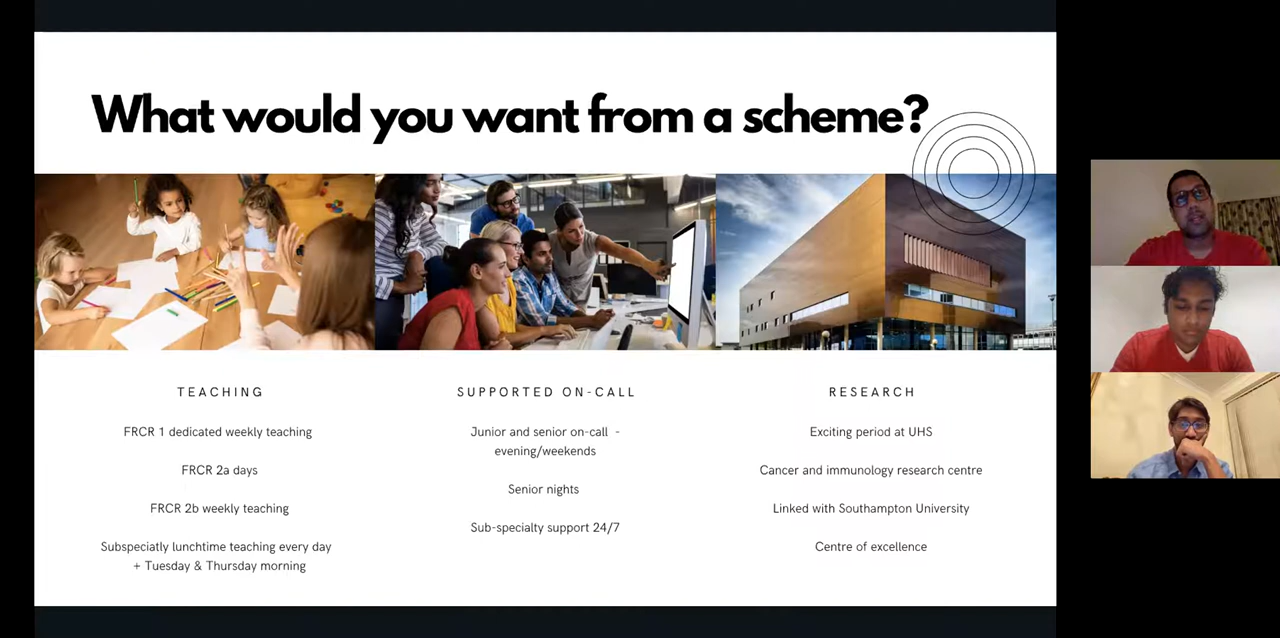 What would you want from a scheme?
TEACHING
FRCR 1 dedicated weekly teaching
FRCR 2a days
FRCR 2b weekly teaching
Subspeciatly lunchtime teaching every day
+ Tuesday & Thursday morning
SUPPORTED ON-CALL
Junior and senior on-call -
evening/weekends
Senior nights
Sub-specialty support 24/7
RESEARCH
Exciting period at UHS
Cancer and immunology research centre
Linked with Southampton University
Centre of excellence